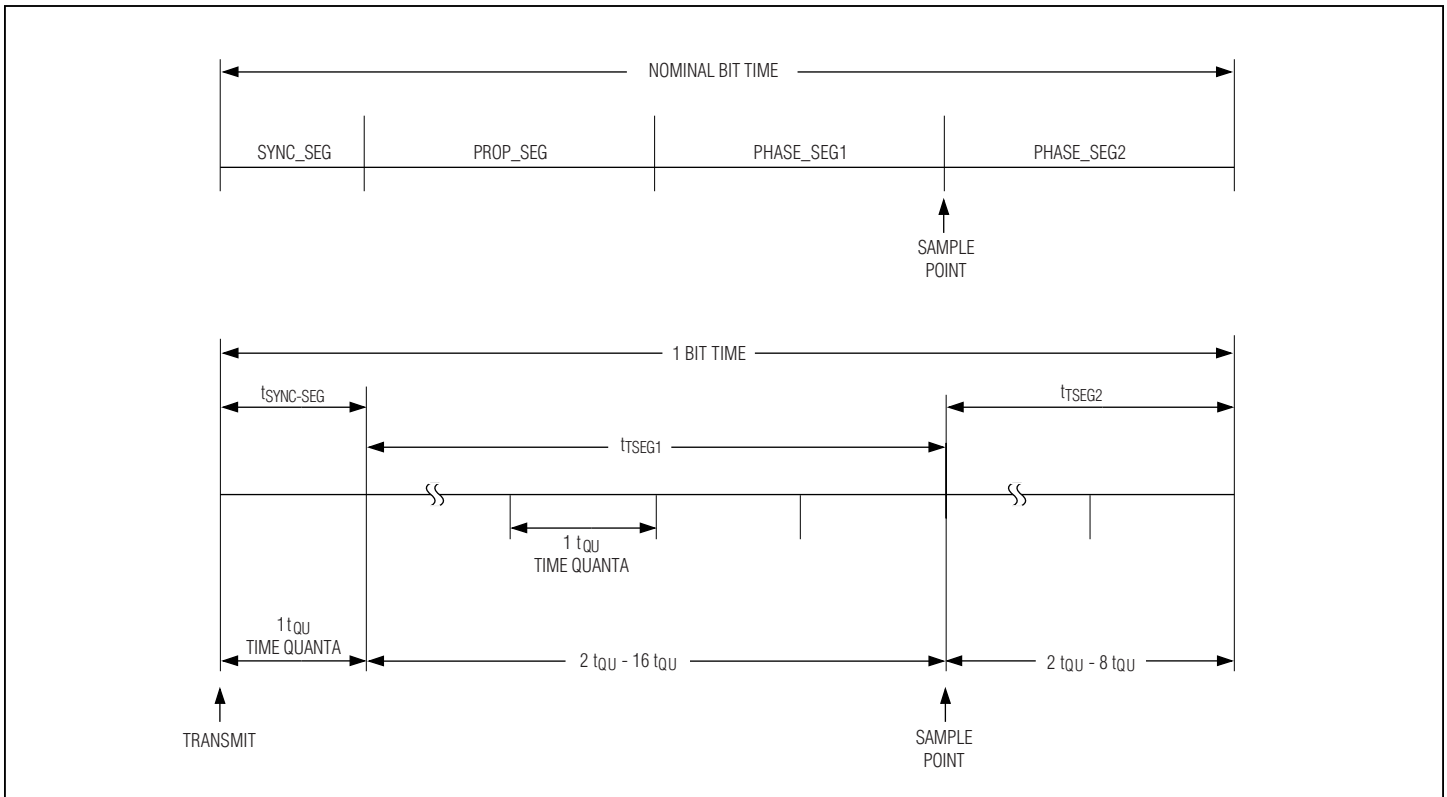 NOMINAL BIT TIME
SYNC_SEG
PROP_SEG
PHASE_SEG1
PHASE_SEG2
SAMPLE
POINT
1 BIT TIME
tSYNC-SEG
tTSEG2
tTSEG1
1 tQU
TIME QUANTA
1 tQU
TIME QUANTA
2 tQU - 16 tQU
2 tQU - 8 tQU
TRANSMIT
SAMPLE
POINT